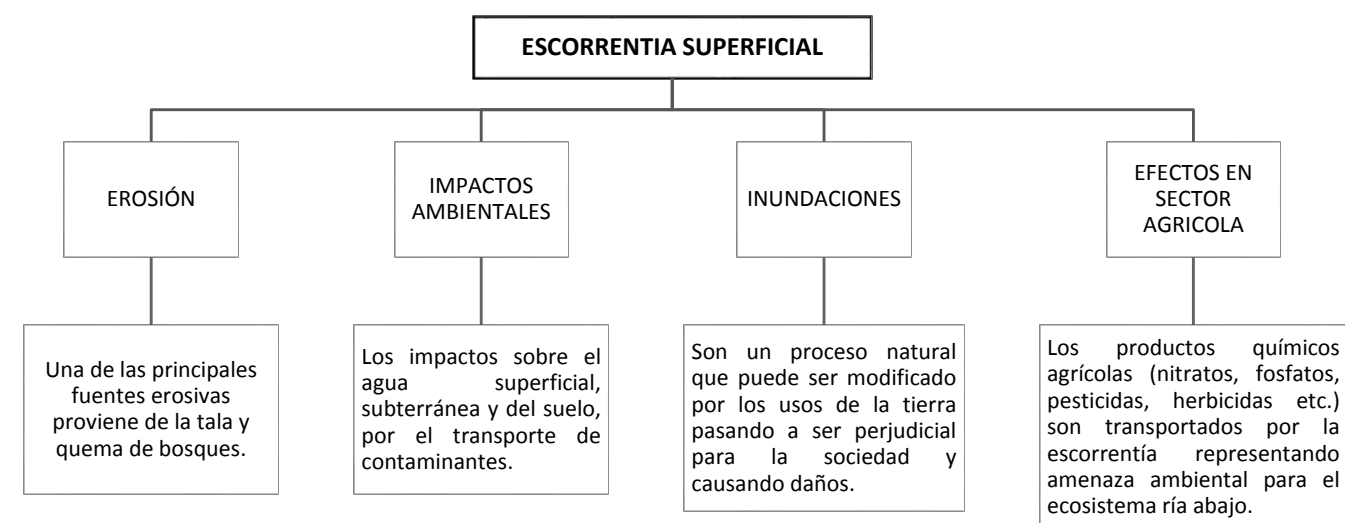 ESCORRENTIA SUPERFICIAL
EROSIÓN
IMPACTOS
AMBIENTALES
INUNDACIONES
EFECTOS EN
SECTOR
AGRICOLA
Una de las principales
fuentes erosivas
proviene de la tala y
quema de bosques.
Los impactos sobre el
agua superficial,
subterránea y del suelo,
por el transporte de
contaminantes.
Son un proceso natural
que puede ser modificado
por los usos de la tierra
pasando a ser perjudicial
para la sociedad y
causando daños.
Los productos químicos
agrícolas (nitratos, fosfatos,
pesticidas, herbicidas etc.)
son transportados por la
escorrentía representando
amenaza ambiental para el
ecosistema ría abajo.